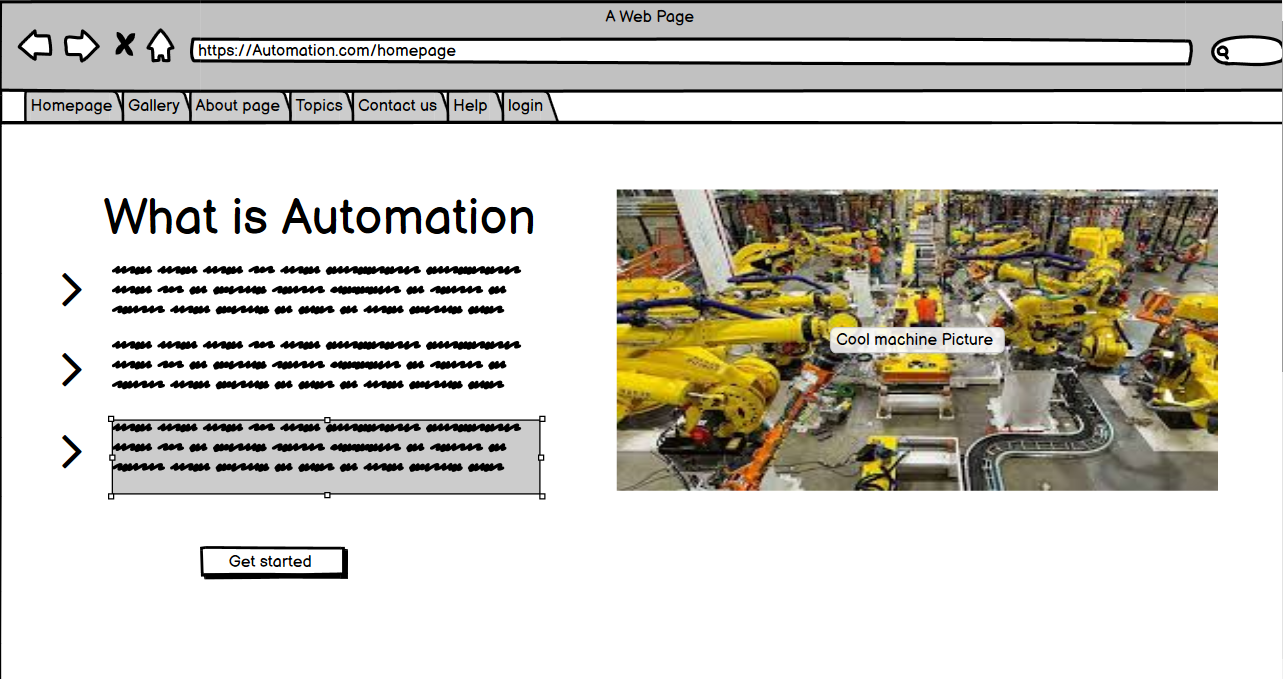 A Web Page
https://Automation.com/homepage
Homepage Gallery About page Topics Contact us Help login
What is Automation
Cool machine Picture
Get started